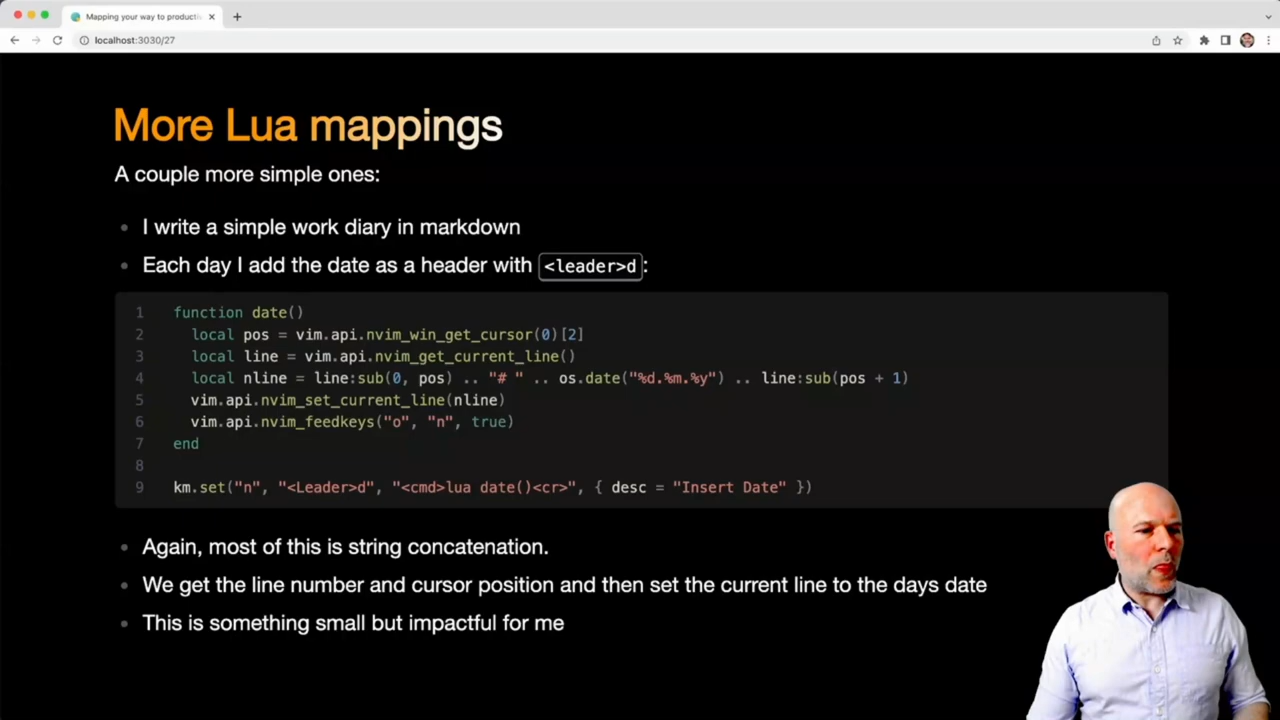 Mapping your way to producti
localhost:3030/27
More Lua mappings
A couple more simple ones:
I write a simple work diary in markdown
Each day I add the date as a header with <leader>d:
1 function date()
2 local pos = vim.api.nvim_win_get_cursor(0)[2]
3 local line = vim.api.nvim_get_current_line()
4 local nline = line:sub(0, pos) .. "# " .. os.date("%d.%m.%y") .. line:sub(pos + 1)
5 vim.api.nvim_set_current_line(nline)
6 vim.api.nvim_feedkeys("o", "n", true)
7 end
8
9 km.set("n", "<Leader>d", "<cmd>lua date()<cr>", { desc = "Insert Date" })
Again, most of this is string concatenation.
We get the line number and cursor position and then set the current line to the days date
This is something small but impactful for me